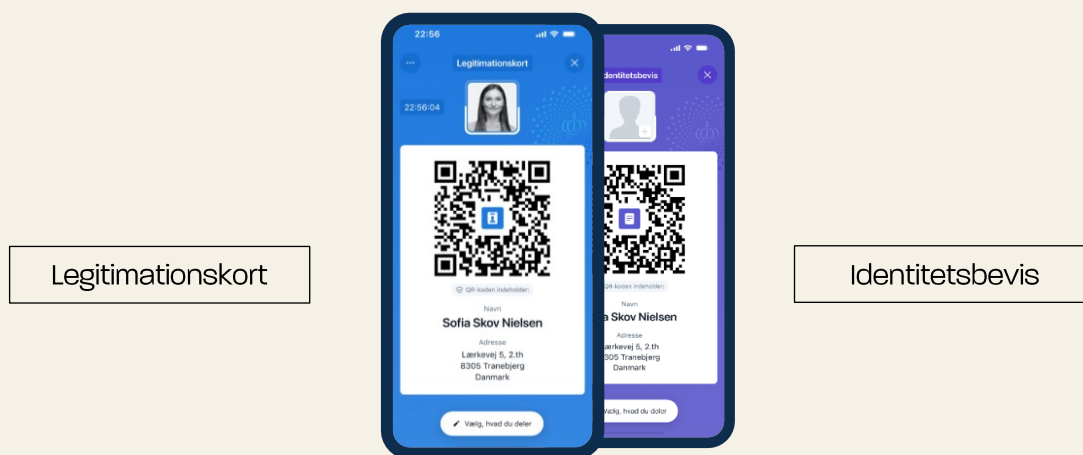 Legitimationskort
22:56
Legitimationskort
22:56:04
QR-koden indeholder:
Navn
Sofia Skov Nielsen
Adresse
Lærkevej 5, 2.th
8305 Tranebjerg
Danmark
Vælg, hvad du deler
dentitetsbevis
QR-koden indeholder:
Navn
a Skov Nielsen
Adresse
ærkevej 5, 2.th
305 Tranebjerg
Danmark
Vælg, hvad du deler
Identitetsbevis